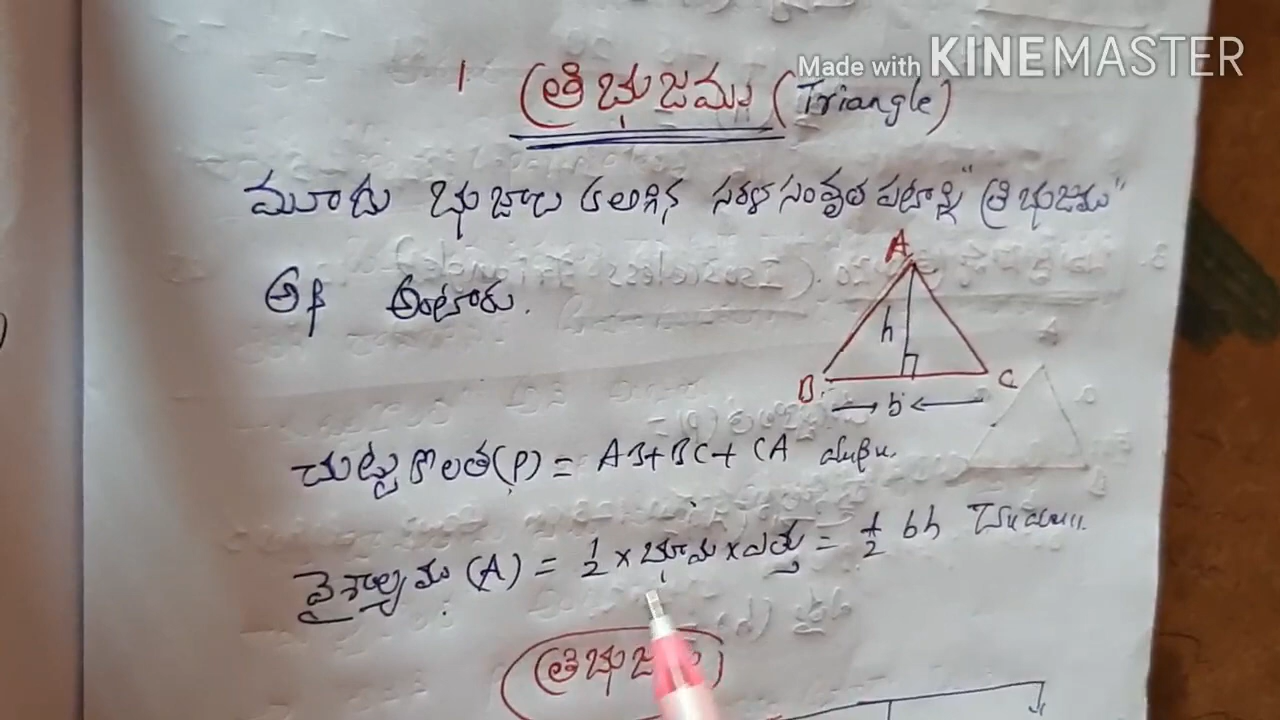 Made with KINEMASTER
1 త్రిభుజము (Triangle)
మూడు భుజాలు కలిగిన సరళ సంవృత పటాన్ని "త్రిభుజము"
అని అంటారు.
A
h
B C
b
చుట్టుకొలత (P) = AB + BC + CA యూని.
వైశాల్యము (A) = 1/2 × భూమి × ఎత్తు = 1/2 bh